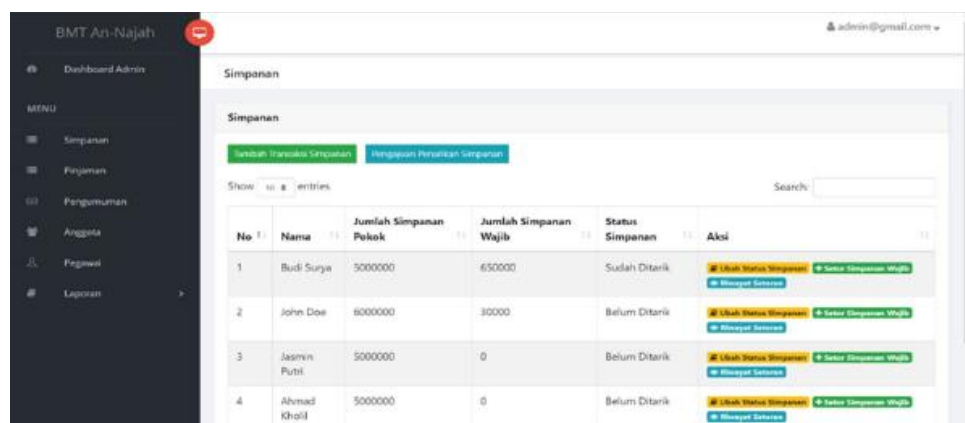 BMT An-Najah
admin@gmail.com
Dashboard Admin
Simpanan
MENU
Simpanan
Simpanan
Pinjaman
Pengumuman
Anggota
Pegawai
Laporan
Tambah Transaksi Simpanan Pengajuan Penarikan Simpanan
Show 10 entries
Search:
No Nama Jumlah Simpanan Pokok Jumlah Simpanan Wajib Status Simpanan Aksi
1 Budi Surya 5000000 650000 Sudah Ditarik Ubah Status Simpanan + Setor Simpanan Wajib
Riwayat Setoran
2 John Doe 6000000 30000 Belum Ditarik Ubah Status Simpanan + Setor Simpanan Wajib
Riwayat Setoran
3 Jasmin Putri 5000000 0 Belum Ditarik Ubah Status Simpanan + Setor Simpanan Wajib
Riwayat Setoran
4 Ahmad Kholil 5000000 0 Belum Ditarik Ubah Status Simpanan + Setor Simpanan Wajib
Riwayat Setoran